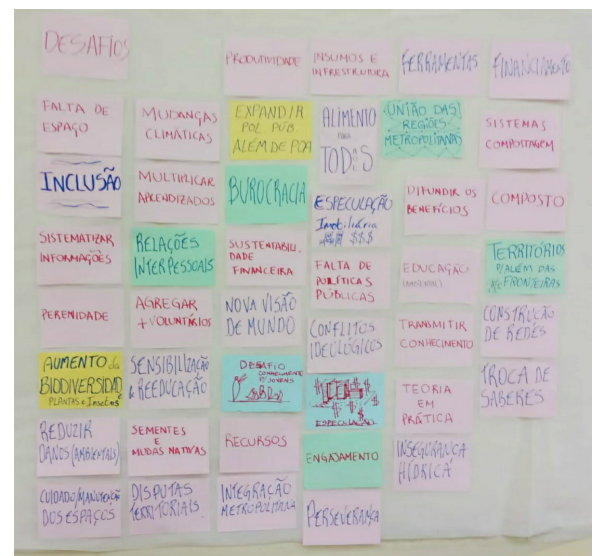 DESAFIOS
PRODUTIVIDADE
INSUMOS E
INFRESTRUTURA
FERRAMENTAS
FINANCIAMENTO
FALTA DE
ESPAÇO
MUDANÇAS
CLIMÁTICAS
EXPANDIR
POL PÚB.
ALÉM DE POA
ALIMENTO
PARA
TODOS
UNIÃO DAS
REGIÕES
METROPOLITANAS
SISTEMAS
COMPOSTAGEM
INCLUSÃO
MULTIPLICAR
APRENDIZADOS
BUROCRACIA
ESPECULAÇÃO
Imobiliária
$$$
DIFUNDIR OS
BENEFÍCIOS
COMPOSTO
SISTEMATIZAR
INFORMAÇÕES
RELAÇÕES
INTERPESSOAIS
SUSTENTABILI_
DADE
FINANCEIRA
FALTA DE
POLÍTICAS
PÚBLICAS
EDUCAÇÃO
(AMBIENTAL)
TERRITÓRIOS
P/ALÉM DAS
FRONTEIRAS
PERENIDADE
AGREGAR
+ VOLUNTÁRIOS
NOVA VISÃO
DE MUNDO
CONFLITOS
IDEOLÓGICOS
TRANSMITIR
CONHECIMENTO
CONSTRUÇÃO
DE REDES
AUMENTO da
BIODIVERSIDADE
PLANTAS e Insetos
SENSIBILIZAÇÃO
& REEDUCAÇÃO
DESAFIO
CONHECIMENTO
P/ JOVENS
ESPECULAÇÃO
TEORIA
EM
PRÁTICA
TROCA DE
SABERES
REDUZIR
DANOS (AMBIENTAIS)
SEMENTES
E
MUDAS NATIVAS
RECURSOS
ENGAJAMENTO
INSEGURANÇA
HÍDRICA
CUIDADO/MANUTENÇÃO
DOS ESPAÇOS
DISPUTAS
TERRITORIAIS
INTEGRAÇÃO
METROPOLITANA
PERSEVERANÇA